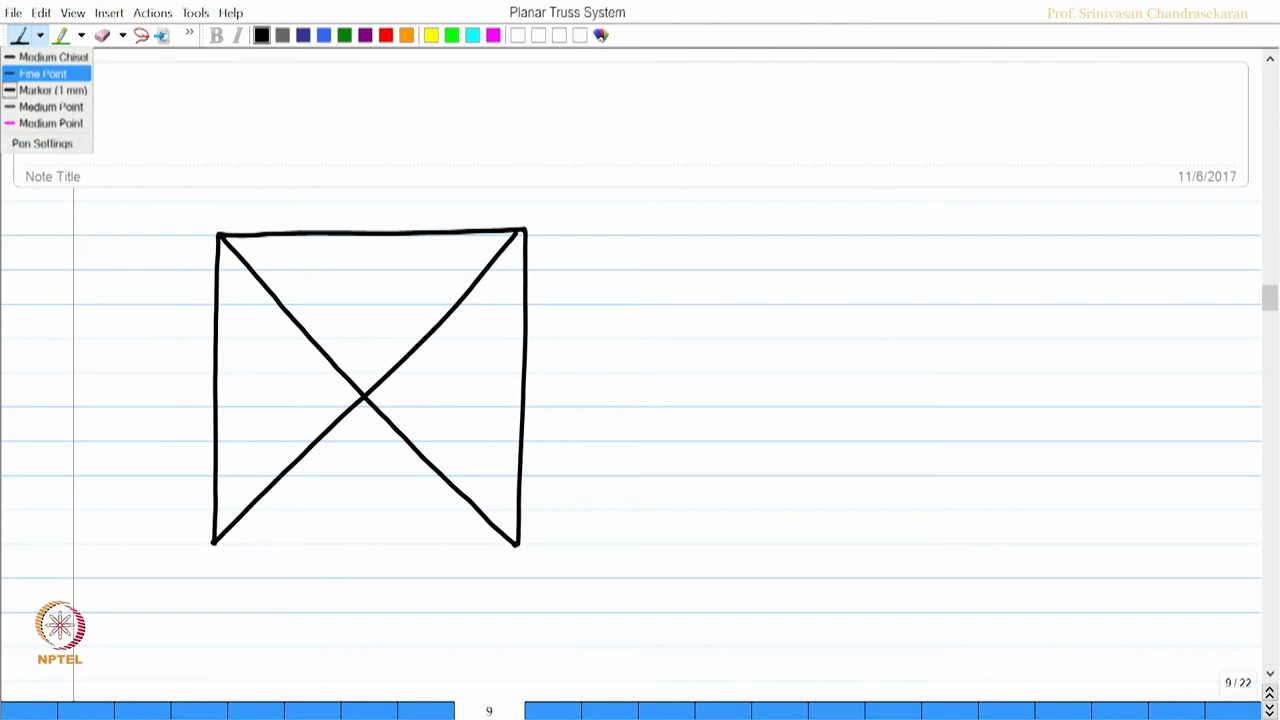 File Edit View Insert Actions Tools Help
Planar Truss System
Prof. Srinivasan Chandrasekaran
B I
Medium Chisel
Fine Point
Marker (1 mm)
Medium Point
Medium Point
Pen Settings
Note Title
11/6/2017
NPTEL
9 / 22
9